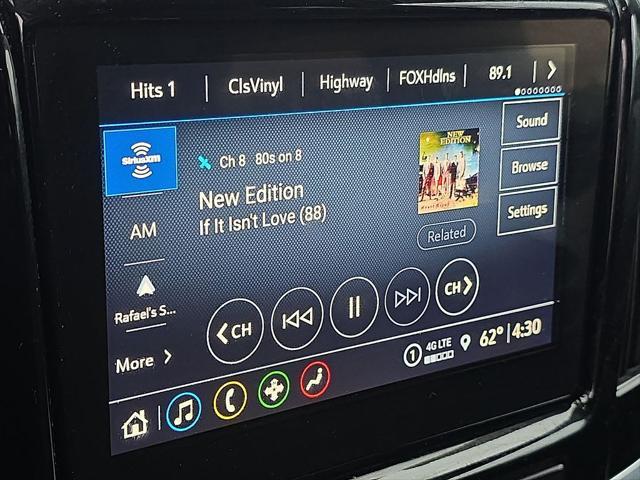 Hits 1
ClsVinyl
Highway
FOXHdlns
89.1
SiriusXM
Ch 8 80s on 8
NEW EDITION
Sound
New Edition
Browse
AM
If It Isn't Love (88)
Settings
Related
Rafael's S...
CH
CH
More
1
4G LTE
62° 4:30